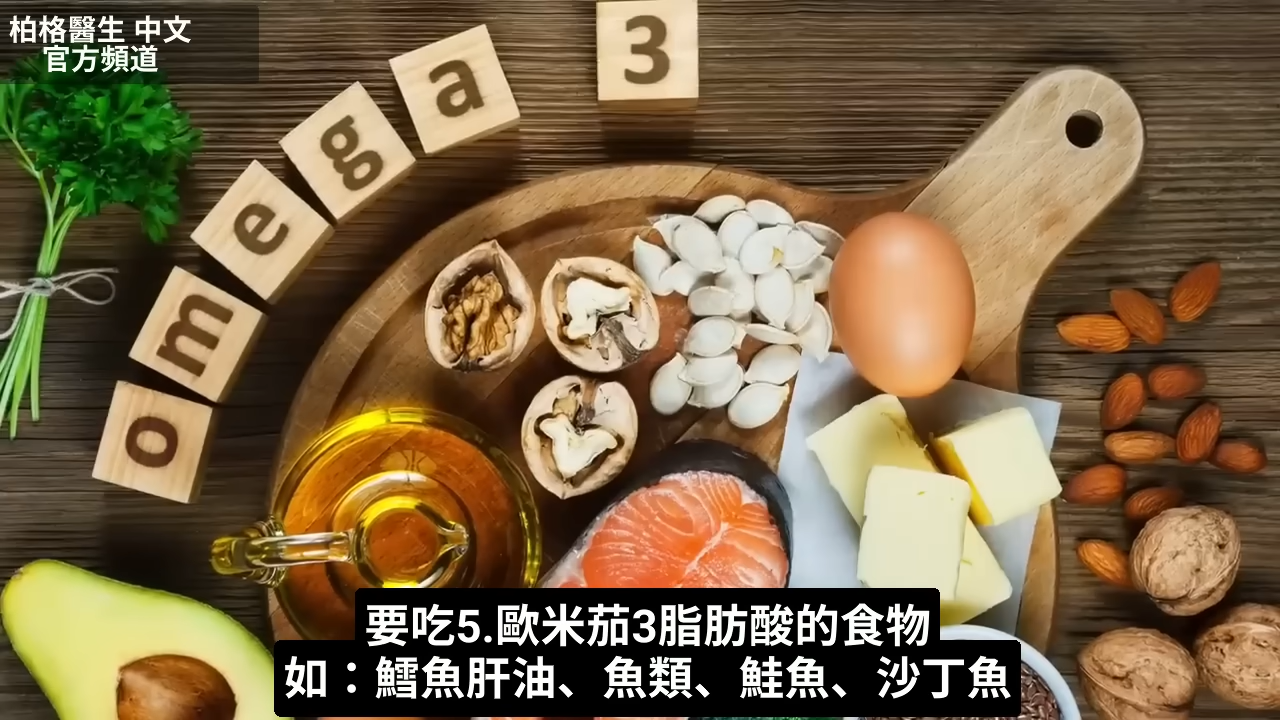 柏格醫生 中文
官方頻道
omega 3
要吃5.歐米茄3脂肪酸的食物
如：鱈魚肝油、魚類、鮭魚、沙丁魚